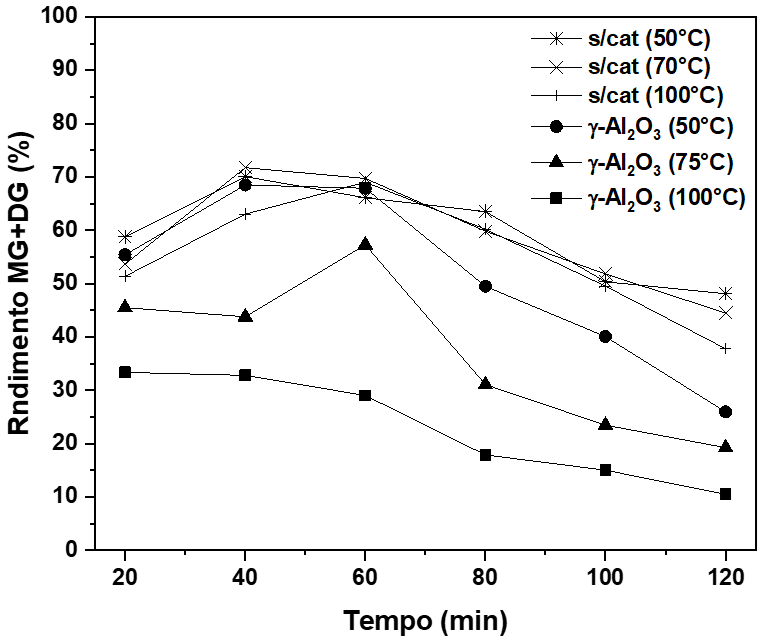 100
90
80
70
60
50
40
30
20
10
0
Rndimento MG+DG (%)
s/cat (50°C)
s/cat (70°C)
s/cat (100°C)
γ-Al₂O₃ (50°C)
γ-Al₂O₃ (75°C)
γ-Al₂O₃ (100°C)
20 40 60 80 100 120
Tempo (min)